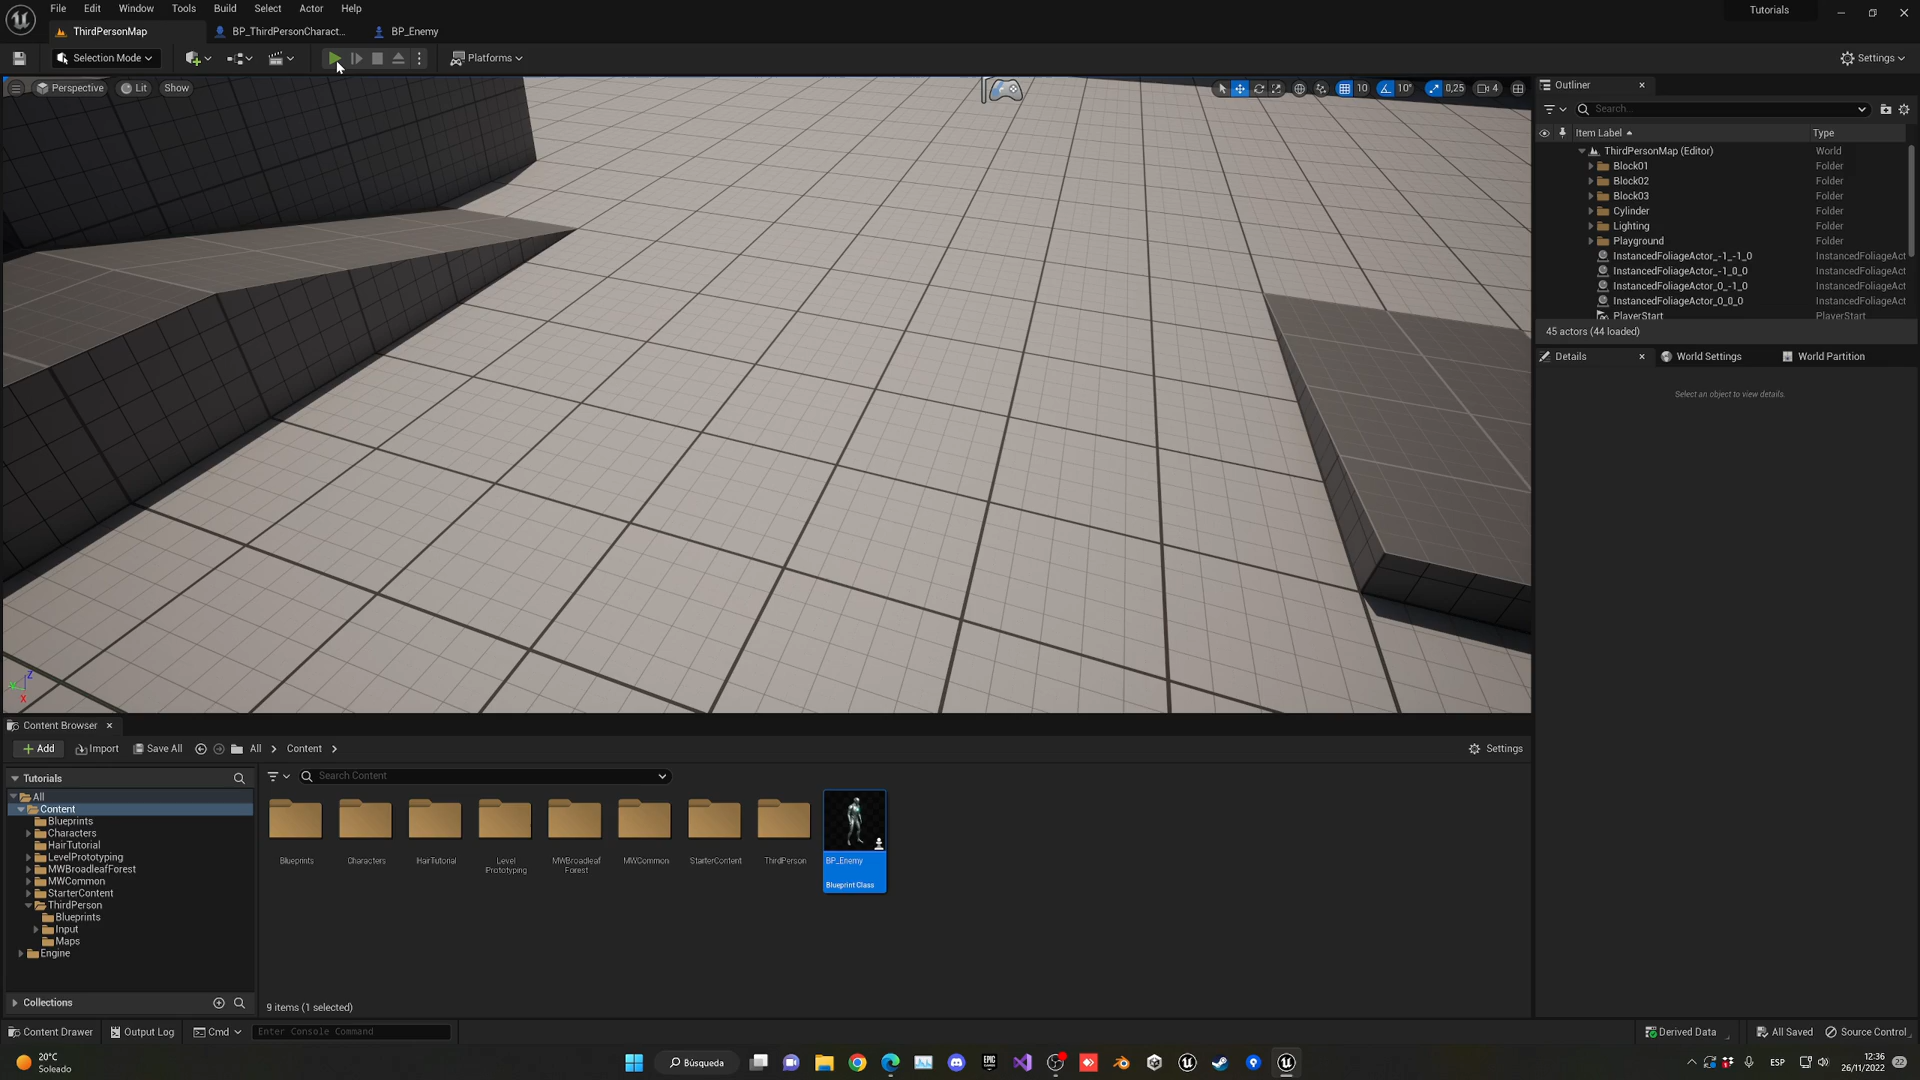 File Edit Window Tools Build Select Actor Help
Tutorials
ThirdPersonMap BP_ThirdPersonCharact... BP_Enemy
Selection Mode Platforms Settings
Perspective Lit Show 10 10° 0,25 4
Outliner
Search...
Item Label Type
ThirdPersonMap (Editor) World
Block01 Folder
Block02 Folder
Block03 Folder
Cylinder Folder
Lighting Folder
Playground Folder
InstancedFoliageActor_-1_-1_0 InstancedFoliageAct
InstancedFoliageActor_-1_0_0 InstancedFoliageAct
InstancedFoliageActor_0_-1_0 InstancedFoliageAct
InstancedFoliageActor_0_0_0 InstancedFoliageAct
PlayerStart PlayerStart
45 actors (44 loaded)
Details World Settings World Partition
Select an object to view details.
Z
X
Content Browser
Add Import Save All All Content Settings
Tutorials
Search Content
All
Content
Blueprints
Characters
HairTutorial
LevelPrototyping
MWBroadleafForest
MWCommon
StarterContent
ThirdPerson
Blueprints
Input
Maps
Engine
Blueprints
Characters
HairTutorial
Level
Prototyping
MWBroadleaf
Forest
MWCommon
StarterContent
ThirdPerson
BP_Enemy
Blueprint Class
Collections
9 items (1 selected)
Content Drawer Output Log Cmd Enter Console Command Derived Data All Saved Source Control
20°C
Soleado
Búsqueda
EPIC
GAMES
ESP
12:36
26/11/2022
22